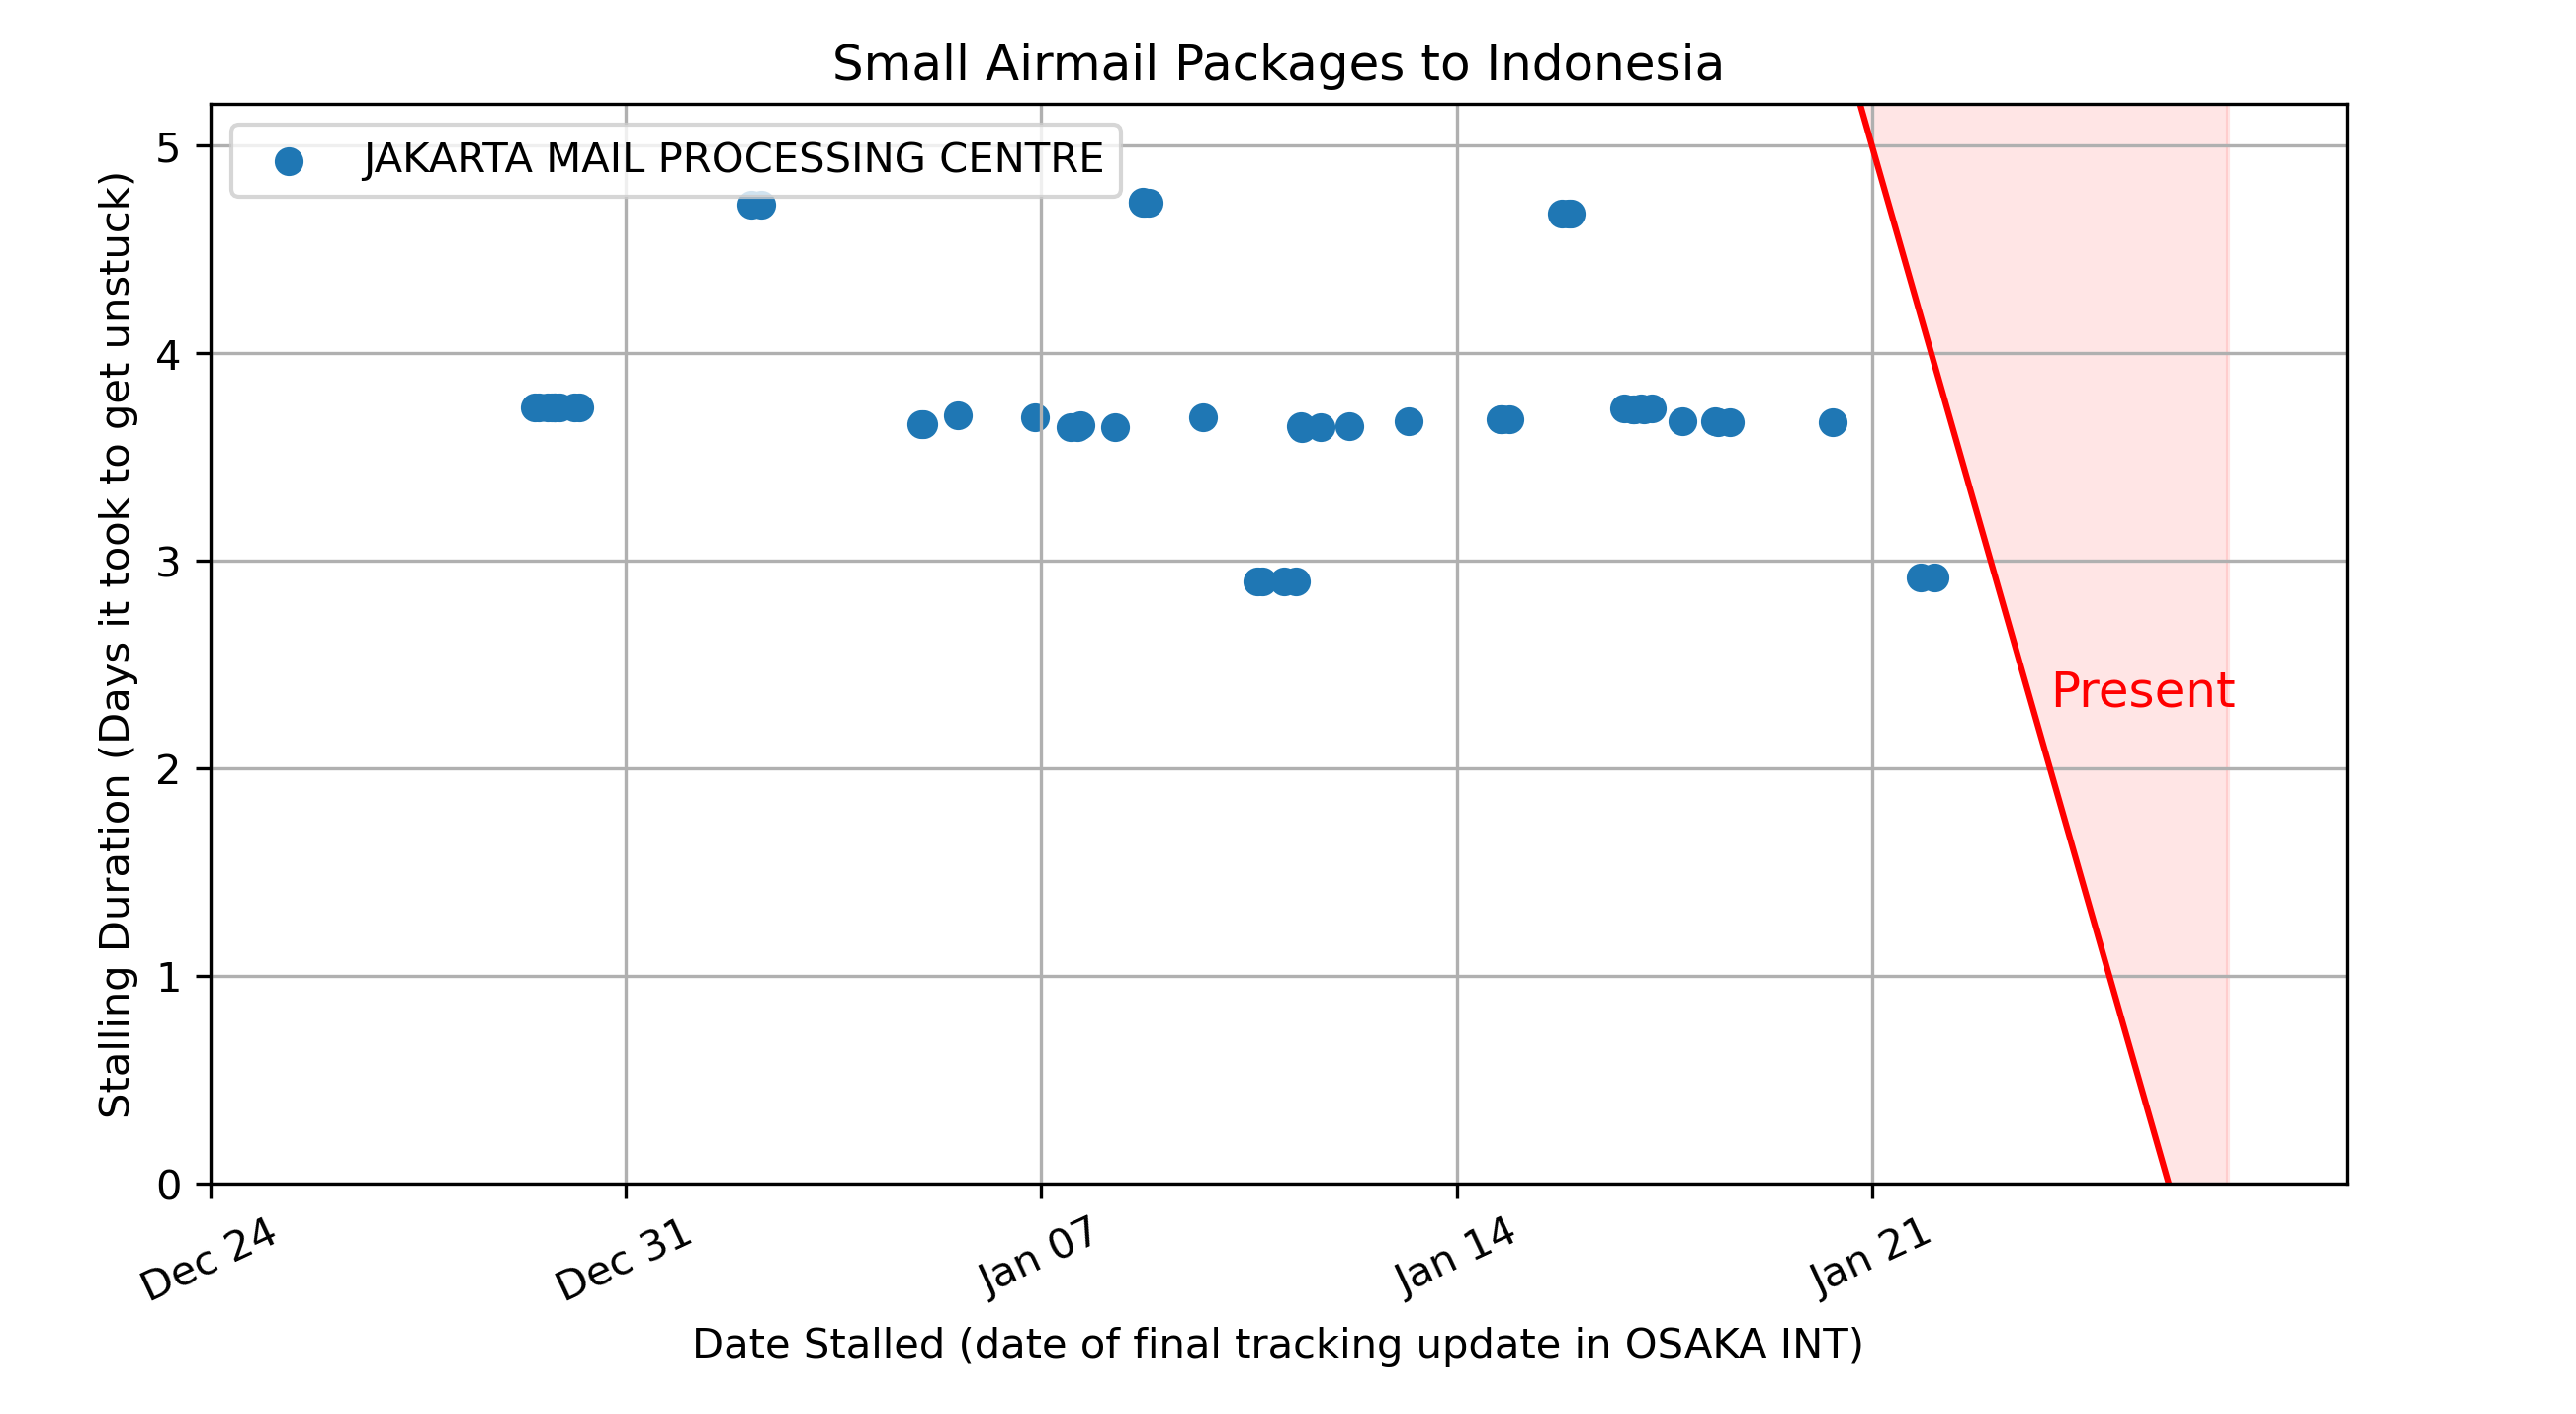 Small Airmail Packages to Indonesia
JAKARTA MAIL PROCESSING CENTRE
Stalling Duration (Days it took to get unstuck)
5
4
3
2
1
0
Present
Dec 24
Dec 31
Jan 07
Jan 14
Jan 21
Date Stalled (date of final tracking update in OSAKA INT)